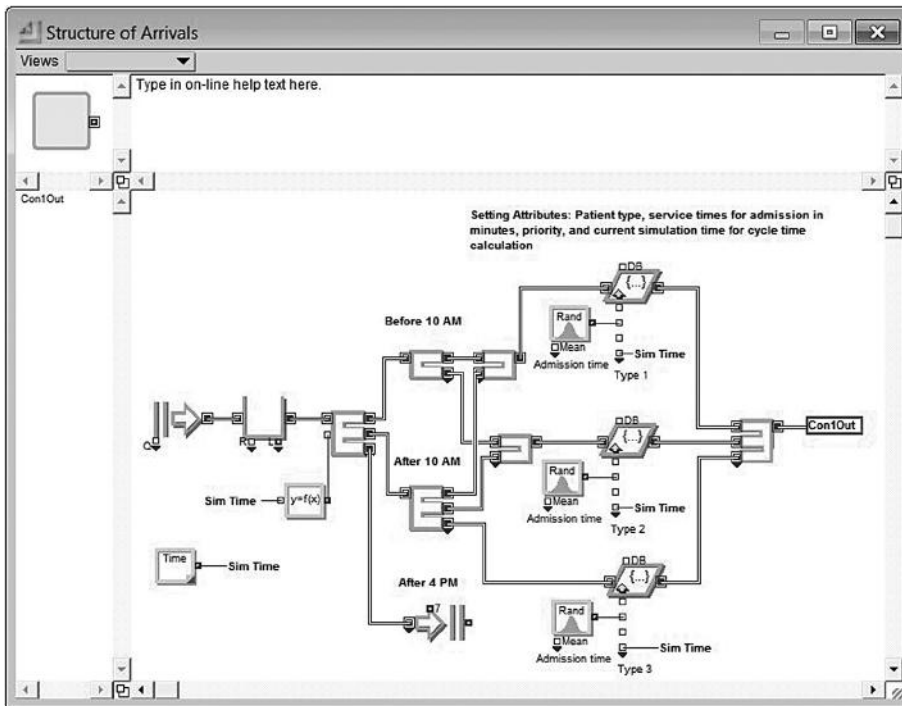 Structure of Arrivals
Views
Type in on-line help text here.
Con1Out
Setting Attributes: Patient type, service times for admission in
minutes, priority, and current simulation time for cycle time
calculation
DB
{...}
Before 10 AM
Rand
Mean
Sim Time
Admission time
Type 1
DB
{...}
Con1Out
Q
R
L
After 10 AM
Rand
Sim Time
y=f(x)
Mean
Sim Time
Admission time
Type 2
Time
Sim Time
DB
{...}
After 4 PM
7
Rand
Mean
Sim Time
Admission time
Type 3